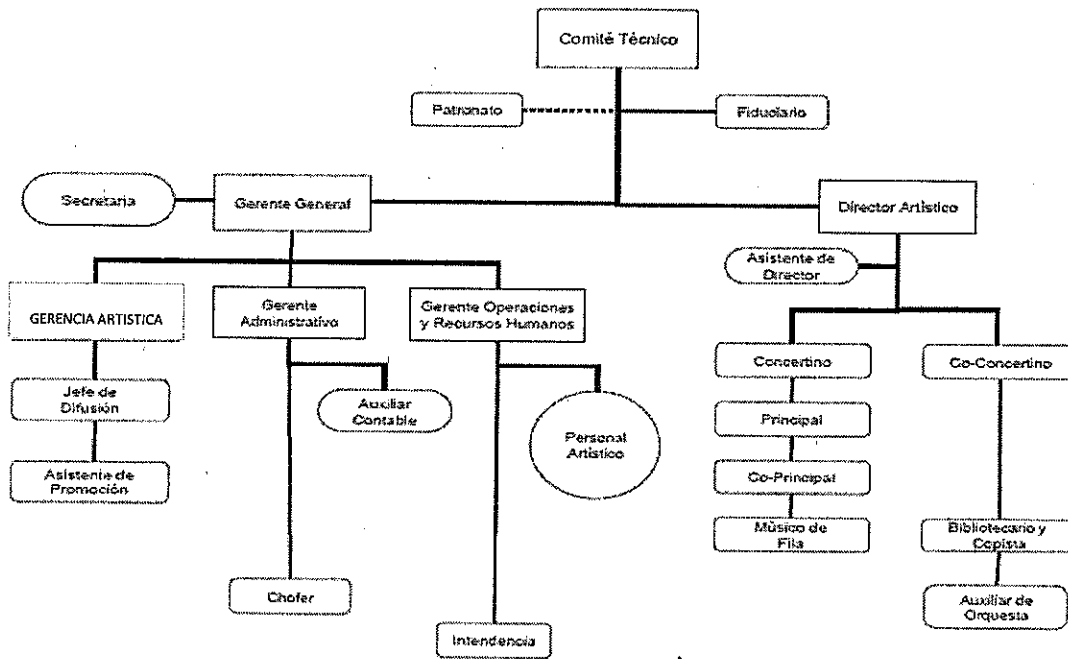 Comité Técnico
Patronato
Fiduciario
Secretaria
Gerente General
Director Artístico
Asistente de
Director
GERENCIA ARTISTICA
Gerente
Administrativo
Gerente Operaciones
y Recursos Humanos
Concertino
Co-Concertino
Jefe de
Difusión
Auxiliar
Contable
Principal
Personal
Artístico
Asistente de
Promoción
Co-Principal
Músico de
Fila
Bibliotecario y
Copista
Chofer
Auxiliar de
Orquesta
Intendencia